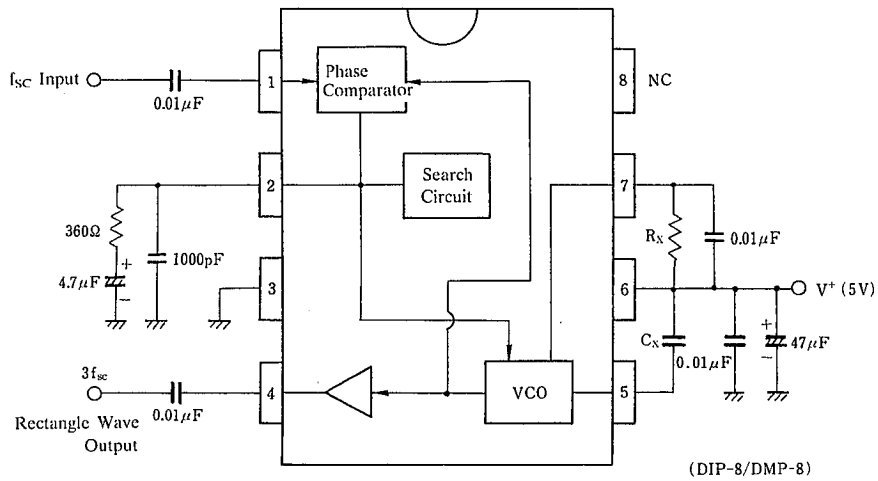 fSC Input
0.01μF
1
Phase
Comparator
8
NC
2
Search
Circuit
7
360Ω
1000pF
4.7μF
+
−
RX
0.01μF
3
6
V+ (5V)
CX
0.01μF
+
−
47μF
3fsc
4
0.01μF
VCO
5
Rectangle Wave
Output
(DIP-8/DMP-8)